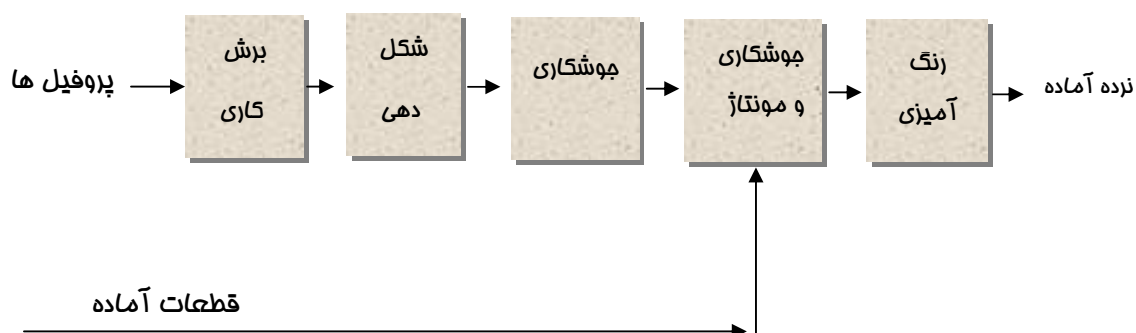 پروفیل ها
برش
کاری
شکل
دهی
جوشکاری
جوشکاری
و مونتاژ
رنگ
آمیزی
نرده آماده
قطعات آماده